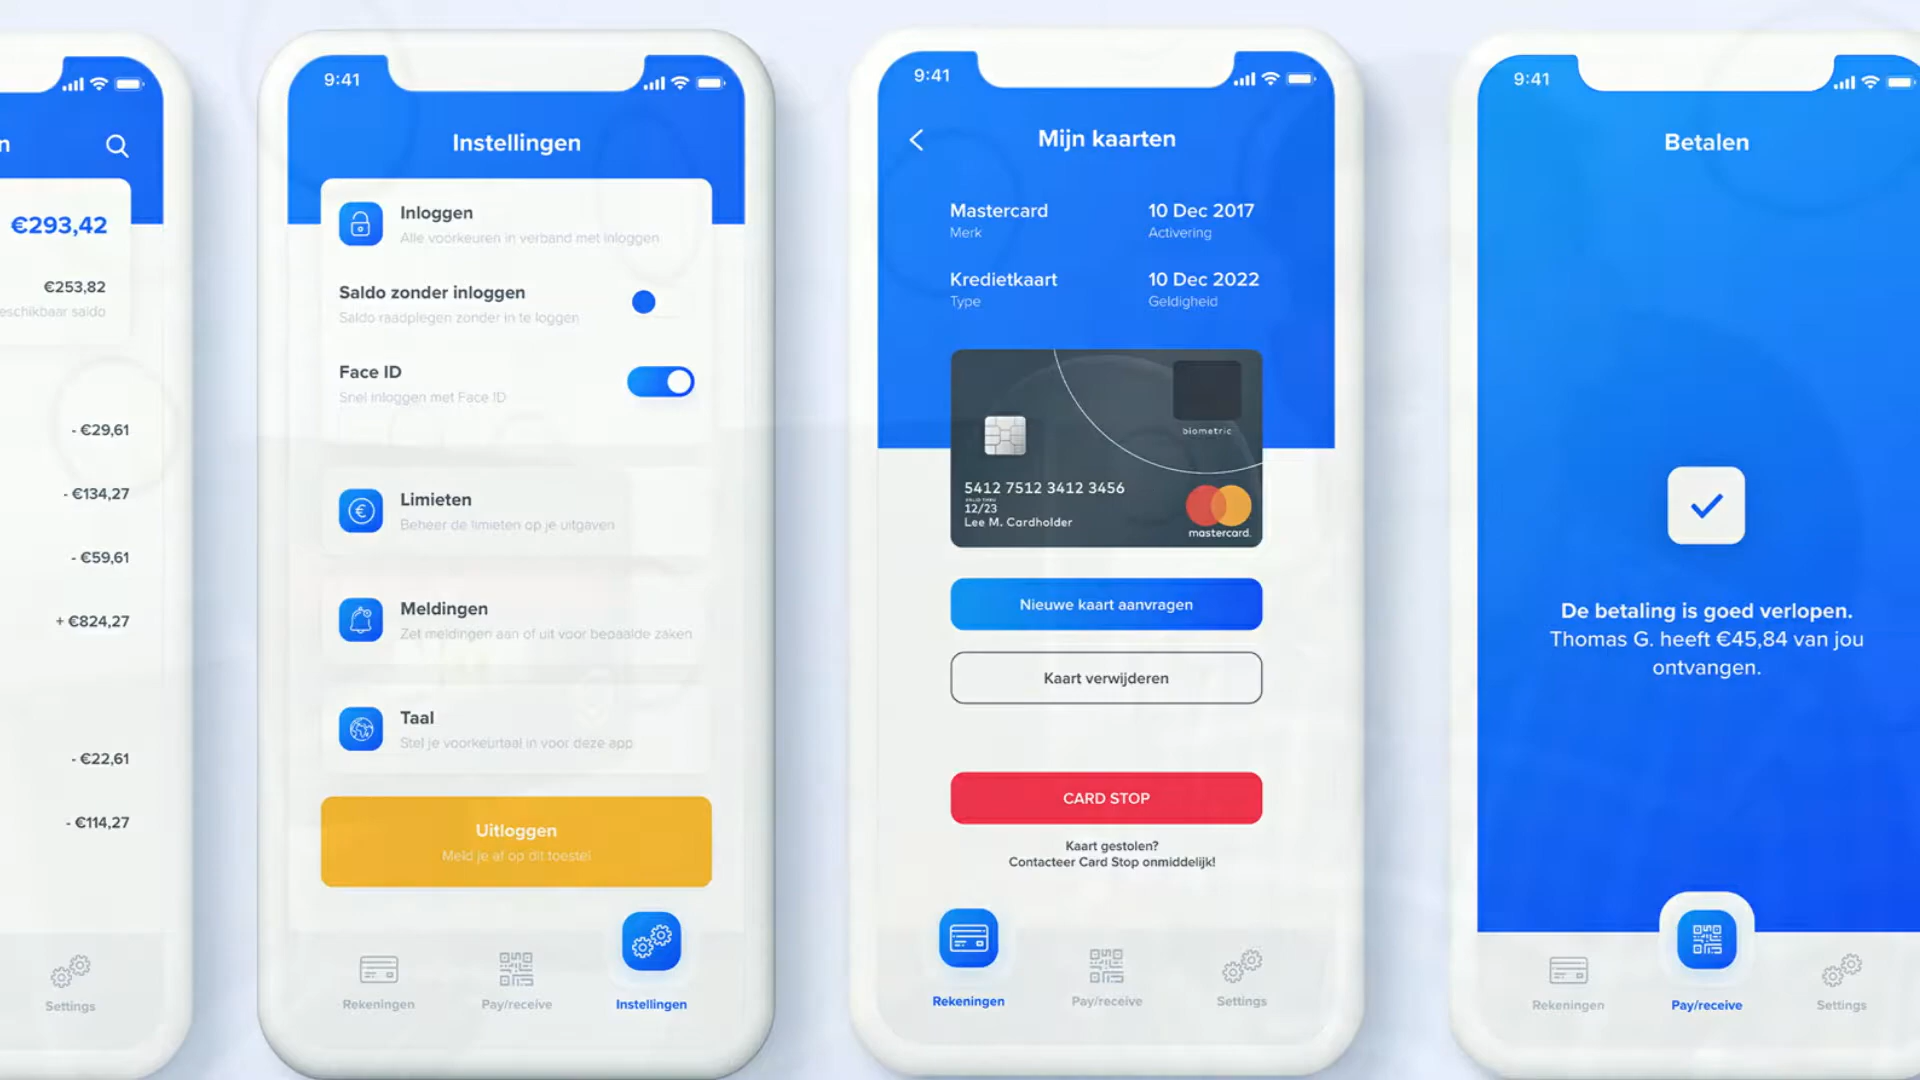 n
€293,42
€253,82
eschikbaar saldo
- €29,61
- €134,27
- €59,61
+ €824,27
- €22,61
- €114,27
Settings
9:41
Instellingen
Inloggen
Alle voorkeuren in verband met inloggen
Saldo zonder inloggen
Saldo raadplegen zonder in te loggen
Face ID
Snel inloggen met Face ID
Limieten
Beheer de limieten op je uitgaven
Meldingen
Zet meldingen aan of uit voor bepaalde zaken
Taal
Stel je voorkeurtaal in voor deze app
Uitloggen
Meld je af op dit toestel
Rekeningen
Pay/receive
Instellingen
9:41
Mijn kaarten
Mastercard
Merk
10 Dec 2017
Activering
Kredietkaart
Type
10 Dec 2022
Geldigheid
biometric
5412 7512 3412 3456
VALID THRU
12/23
Lee M. Cardholder
mastercard.
Nieuwe kaart aanvragen
Kaart verwijderen
CARD STOP
Kaart gestolen?
Contacteer Card Stop onmiddelijk!
Rekeningen
Pay/receive
Settings
9:41
Betalen
De betaling is goed verlopen.
Thomas G. heeft €45,84 van jou
ontvangen.
Rekeningen
Pay/receive
Settings